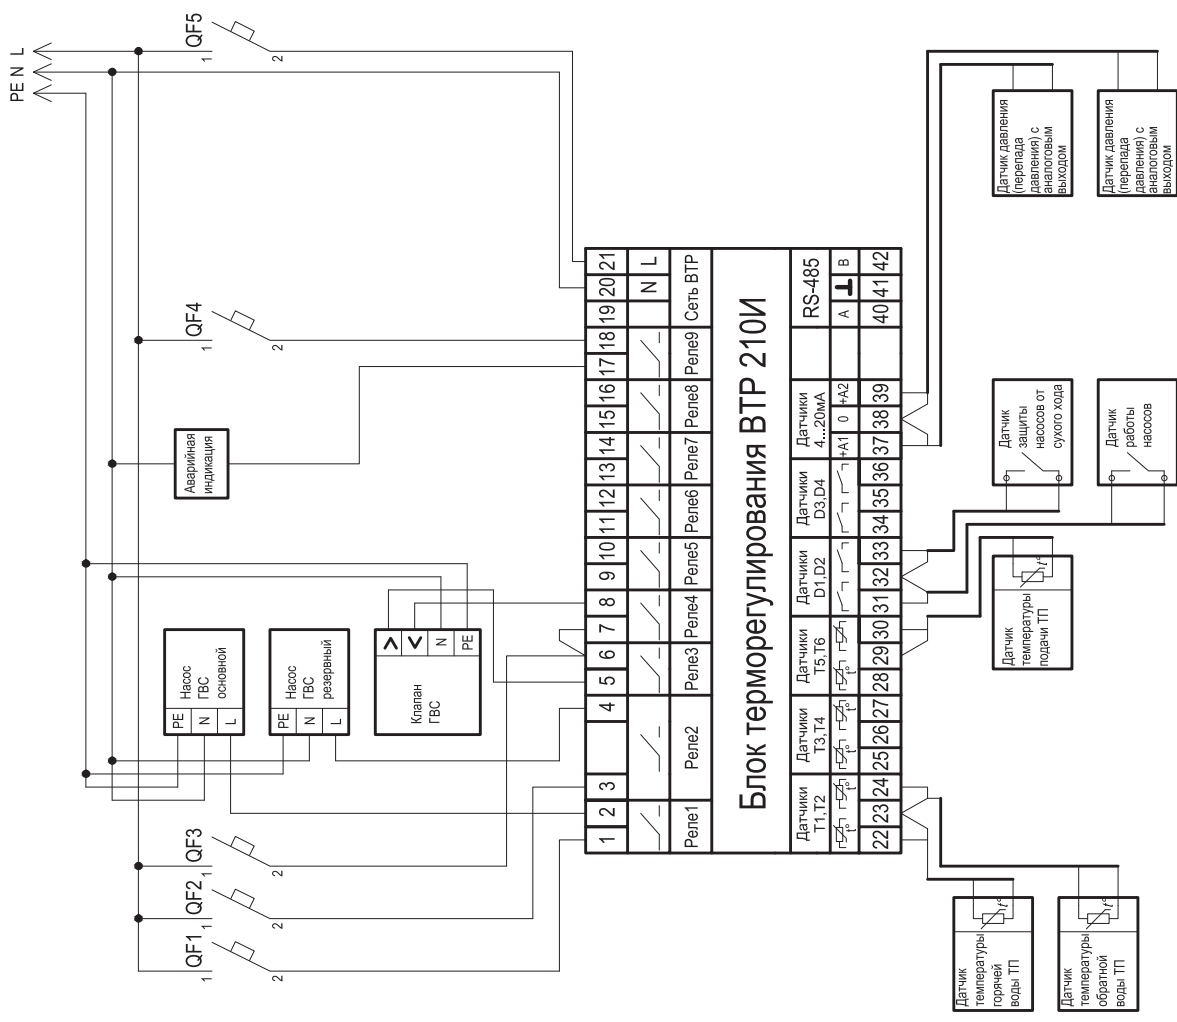 PE N L
QF5
1
2
QF4
1
2
Аварийная
индикация
PE
N
L
Насос
ГВС
основной
PE
N
L
Насос
ГВС
резервный
Клапан
ГВС
>
<
N
PE
QF3
1
2
QF2
1
2
QF1
1
2
1 2 3 4 5 6 7 8 9 10 11 12 13 14 15 16 17 18 19 20 21
N L
Реле1 Реле2 Реле3 Реле4 Реле5 Реле6 Реле7 Реле8 Реле9 Сеть ВТР
Блок терморегулирования ВТР 210И
Датчики
T1,T2
Датчики
T3,T4
Датчики
T5,T6
Датчики
D1,D2
Датчики
D3,D4
Датчики
4...20мА
RS-485
t° t° t° t° t° t° +A1 0 +A2 A B
22 23 24 25 26 27 28 29 30 31 32 33 34 35 36 37 38 39 40 41 42
Датчик давления
(перепада
давления) с
аналоговым
выходом
Датчик давления
(перепада
давления) с
аналоговым
выходом
Датчик
защиты
насосов от
сухого хода
Датчик
работы
насосов
Датчик
температуры
подачи ТП
t°
Датчик
температуры
горячей
воды ТП
t°
Датчик
температуры
обратной
воды ТП
t°